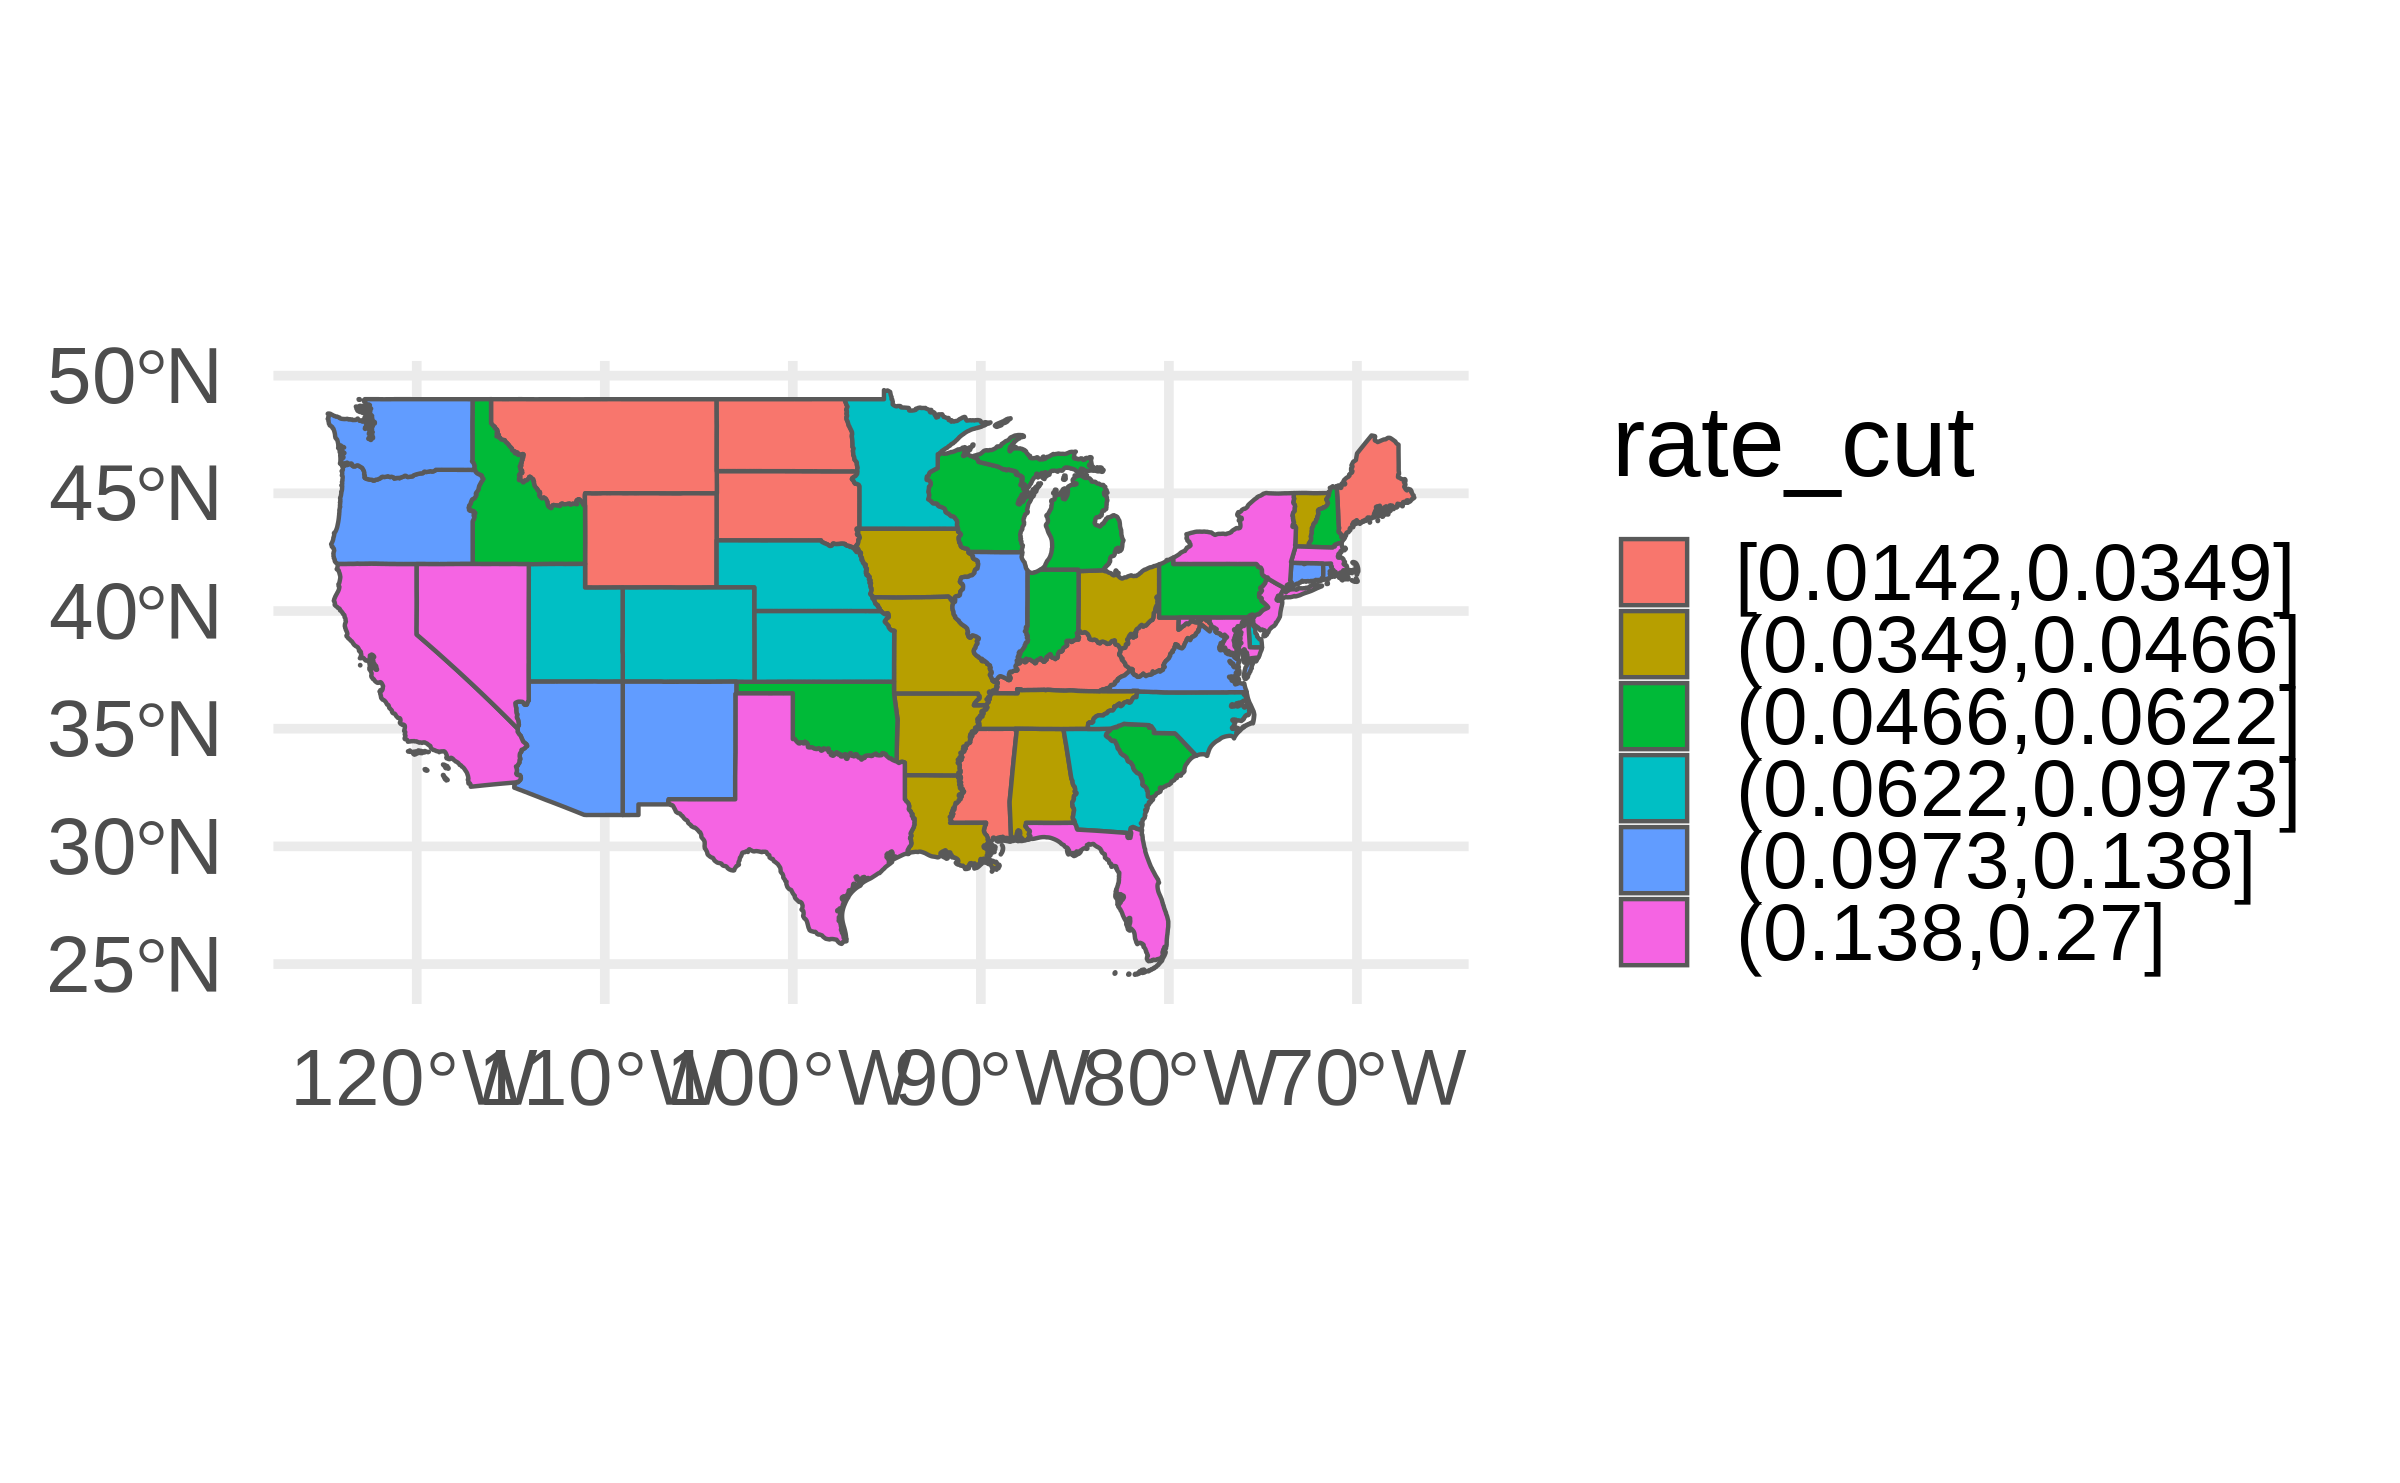 50°N
45°N
40°N
35°N
30°N
25°N
120°W 110°W 100°W 90°W 80°W 70°W
rate_cut
[0.0142,0.0349]
(0.0349,0.0466]
(0.0466,0.0622]
(0.0622,0.0973]
(0.0973,0.138]
(0.138,0.27]